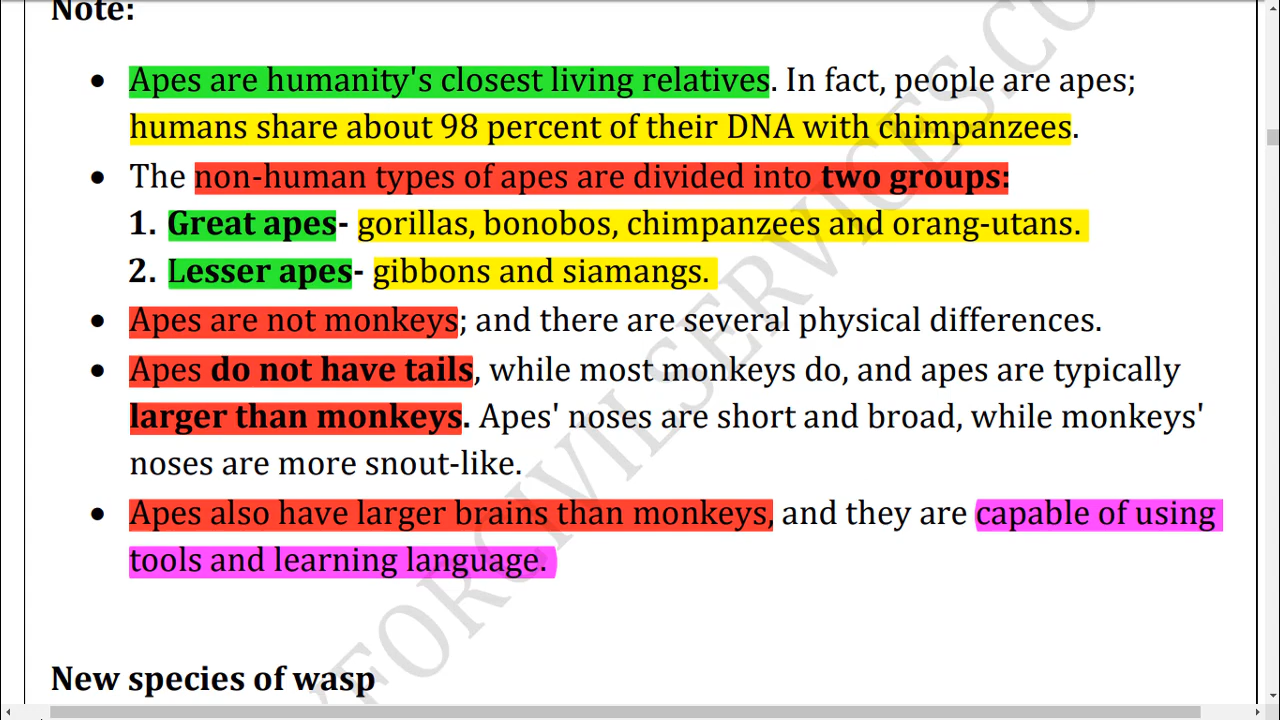 Note:
• Apes are humanity's closest living relatives. In fact, people are apes;
humans share about 98 percent of their DNA with chimpanzees.
• The non-human types of apes are divided into two groups:
1. Great apes- gorillas, bonobos, chimpanzees and orang-utans.
2. Lesser apes- gibbons and siamangs.
• Apes are not monkeys; and there are several physical differences.
• Apes do not have tails, while most monkeys do, and apes are typically
larger than monkeys. Apes' noses are short and broad, while monkeys'
noses are more snout-like.
• Apes also have larger brains than monkeys, and they are capable of using
tools and learning language.
New species of wasp
FORCIVILSERVICES.CO